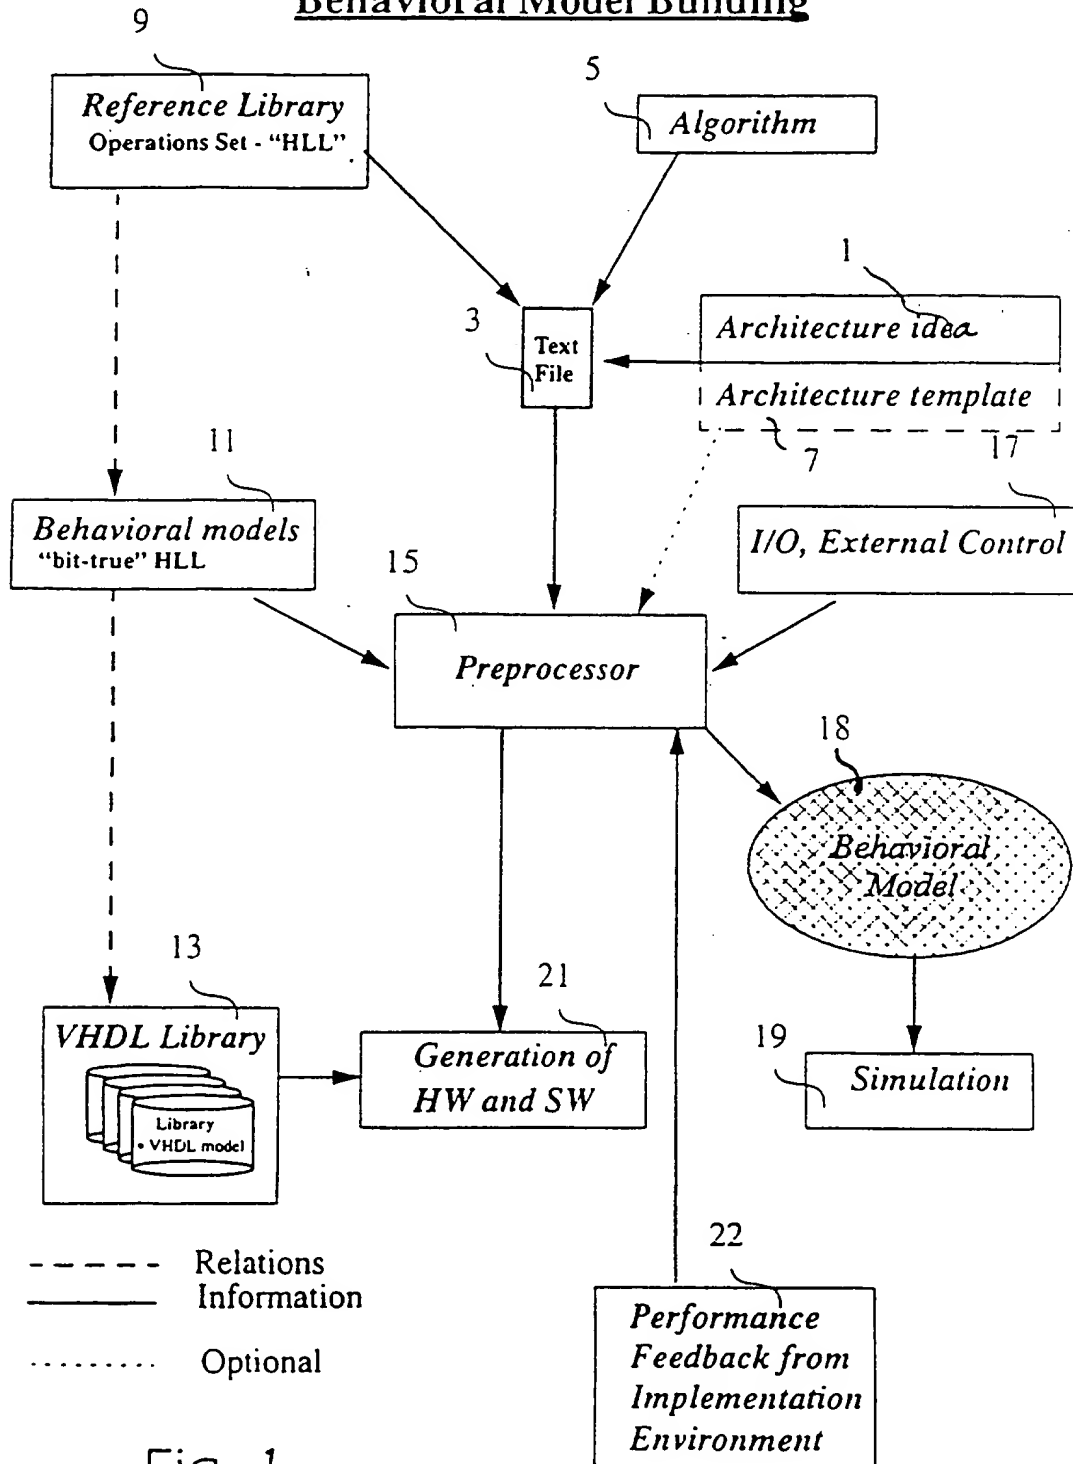 Behavioral Model Building
9
Reference Library
Operations Set - “HLL”
5
Algorithm
1
Architecture idea
Architecture template
7
3
Text
File
11
Behavioral models
“bit-true” HLL
17
I/O, External Control
15
Preprocessor
18
Behavioral
Model
13
VHDL Library
Library
• VHDL model
21
Generation of
HW and SW
19
Simulation
22
Performance
Feedback from
Implementation
Environment
Relations
Information
Optional
Fig. 1